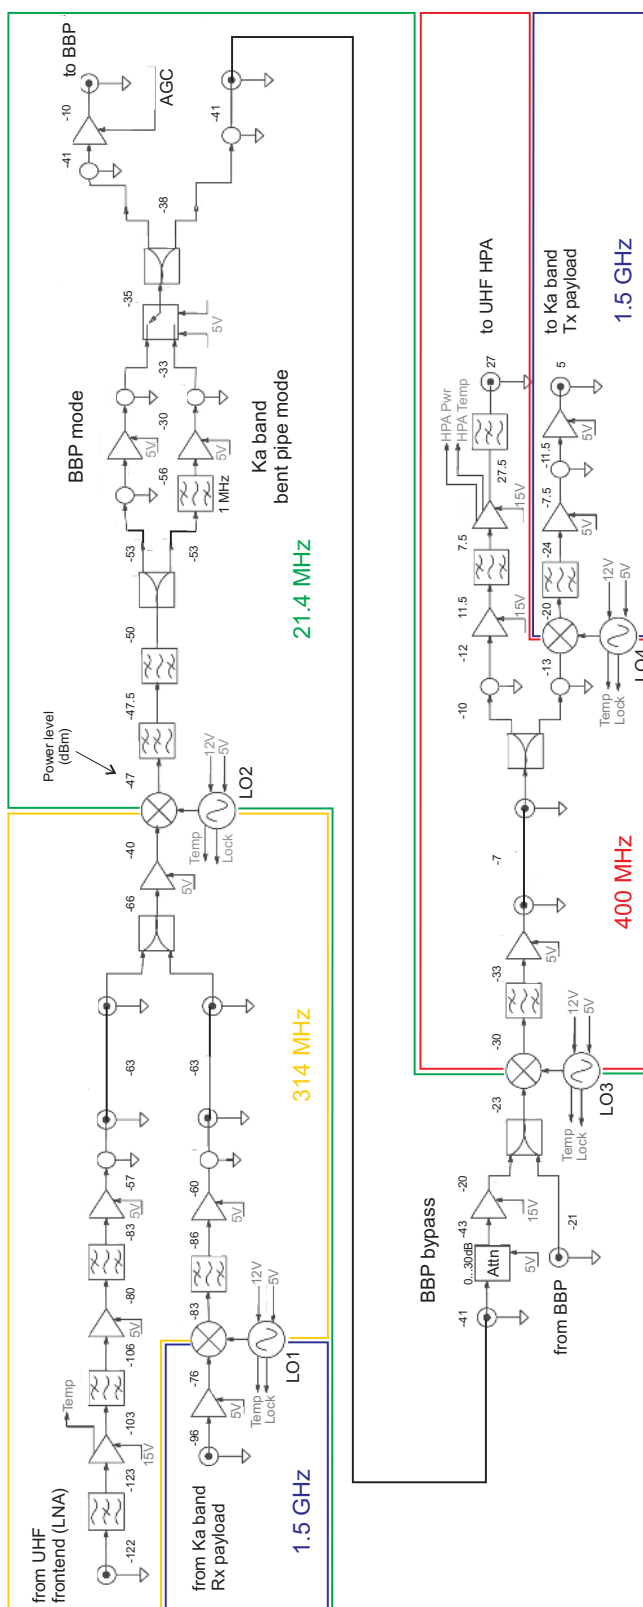 from UHF
frontend (LNA)
-122
-123
15V
Temp
-103
-106
5V
-80
-83
5V
-57
-63
from Ka band
Rx payload
-96
5V
-76
-83
LO1
Temp
Lock
12V
5V
-86
-60
5V
-63
1.5 GHz
314 MHz
-66
5V
-40
Power level
(dBm)
-47
LO2
Temp
Lock
12V
5V
-47.5
-50
-53
-53
21.4 MHz
BBP mode
-56
5V
-30
1 MHz
5V
-33
Ka band
bent pipe mode
-35
5V
-38
-41
-10
to BBP
AGC
-41
BBP bypass
-41
0...30dB
Attn
5V
-43
-20
15V
from BBP
-21
-23
LO3
Temp
Lock
12V
5V
-30
-33
5V
-7
400 MHz
-10
-12
15V
11.5
7.5
15V
HPA Pwr
HPA Temp
27.5
27
to UHF HPA
-13
LO4
Temp
Lock
12V
5V
-20
-24
5V
-7.5
-11.5
5V
5
to Ka band
Tx payload
1.5 GHz